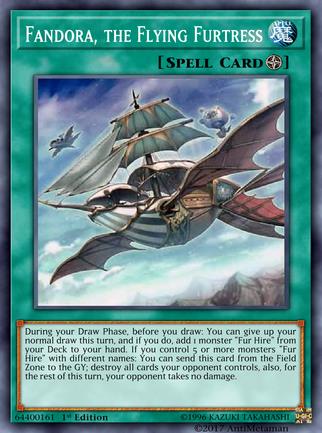 Fandora, the Flying Furtress
[Spell Card]
During your Draw Phase, before you draw: You can give up your
normal draw this turn, and if you do, add 1 monster "Fur Hire" from
your Deck to your hand. If you control 5 or more monsters "Fur
Hire" with different names: You can send this card from the Field
Zone to the GY; destroy all cards your opponent controls, also, for
the rest of this turn, your opponent takes no damage.
64400161 1st Edition
©1996 KAZUKI TAKAHASHI
©2017 AntiMetaman